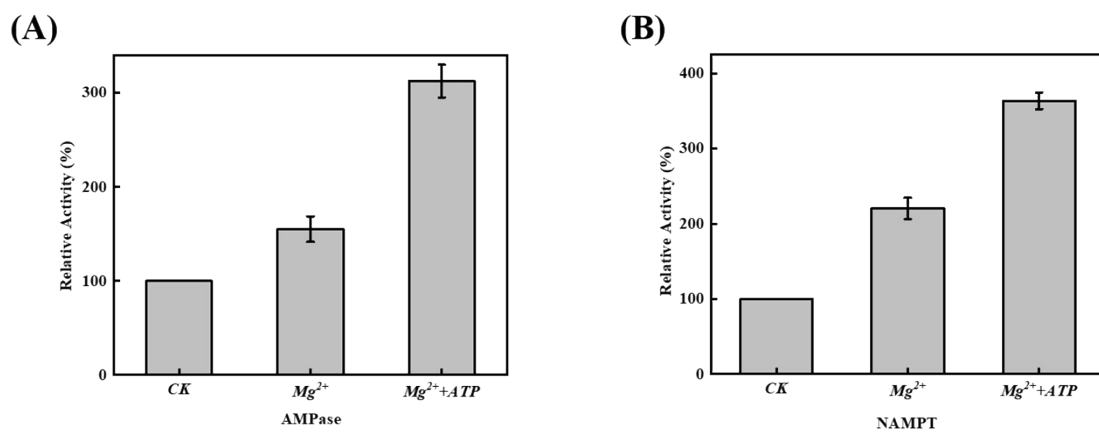 (A)
Relative Activity (%)
300
200
100
0
CK
Mg²⁺
Mg²⁺+ATP
AMPase
(B)
Relative Activity (%)
400
300
200
100
0
CK
Mg²⁺
Mg²⁺+ATP
NAMPT